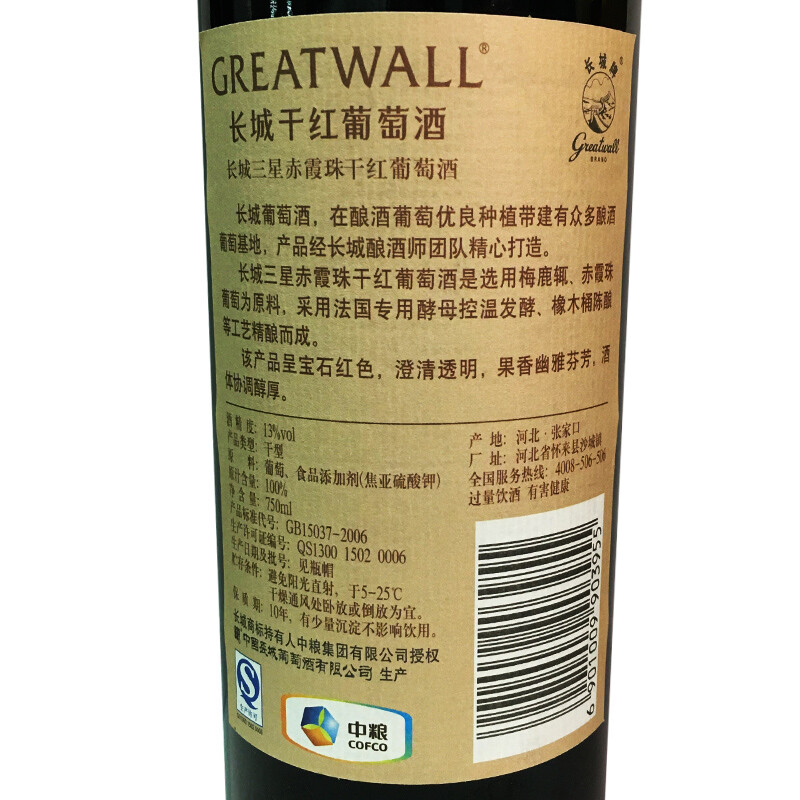 GREATWALL®
长城干红葡萄酒
长城三星赤霞珠干红葡萄酒
长城牌®
Greatwall
BRAND
长城葡萄酒，在酿酒葡萄优良种植带建有众多酿酒
葡萄基地，产品经长城酿酒师团队精心打造。
长城三星赤霞珠干红葡萄酒是选用梅鹿辄、赤霞珠
葡萄为原料，采用法国专用酵母控温发酵、橡木桶陈酿
等工艺精酿而成。
该产品呈宝石红色，澄清透明，果香幽雅芬芳，酒
体协调醇厚。
酒精度：13%vol
产品类型：干型
原料：葡萄、食品添加剂(焦亚硫酸钾)
原汁含量：100%
净含量：750ml
产品标准代号：GB15037-2006
生产许可证编号：QS1300 1502 0006
生产日期及批号：见瓶帽
贮存条件：避免阳光直射，于5-25℃
干燥通风处卧放或倒放为宜。
保质期：10年，有少量沉淀不影响饮用。
长城商标持有人中粮集团有限公司授权
中国长城葡萄酒有限公司 生产
产地：河北·张家口
厂址：河北省怀来县沙城镇
全国服务热线：4008-506-506
过量饮酒 有害健康
6 901009 903955
QS
生产许可
中粮
COFCO